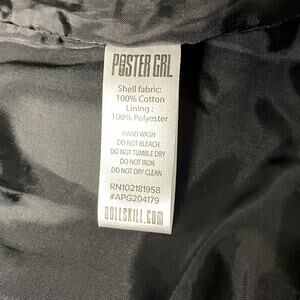 POSTER GRL
Shell fabric:
100% Cotton
Lining :
100% Polyester
HAND WASH
DO NOT BLEACH
DO NOT TUMBLE DRY
DO NOT IRON
DO NOT DRY CLEAN
RN102181958
#APG204179
DOLLSKILL.COM